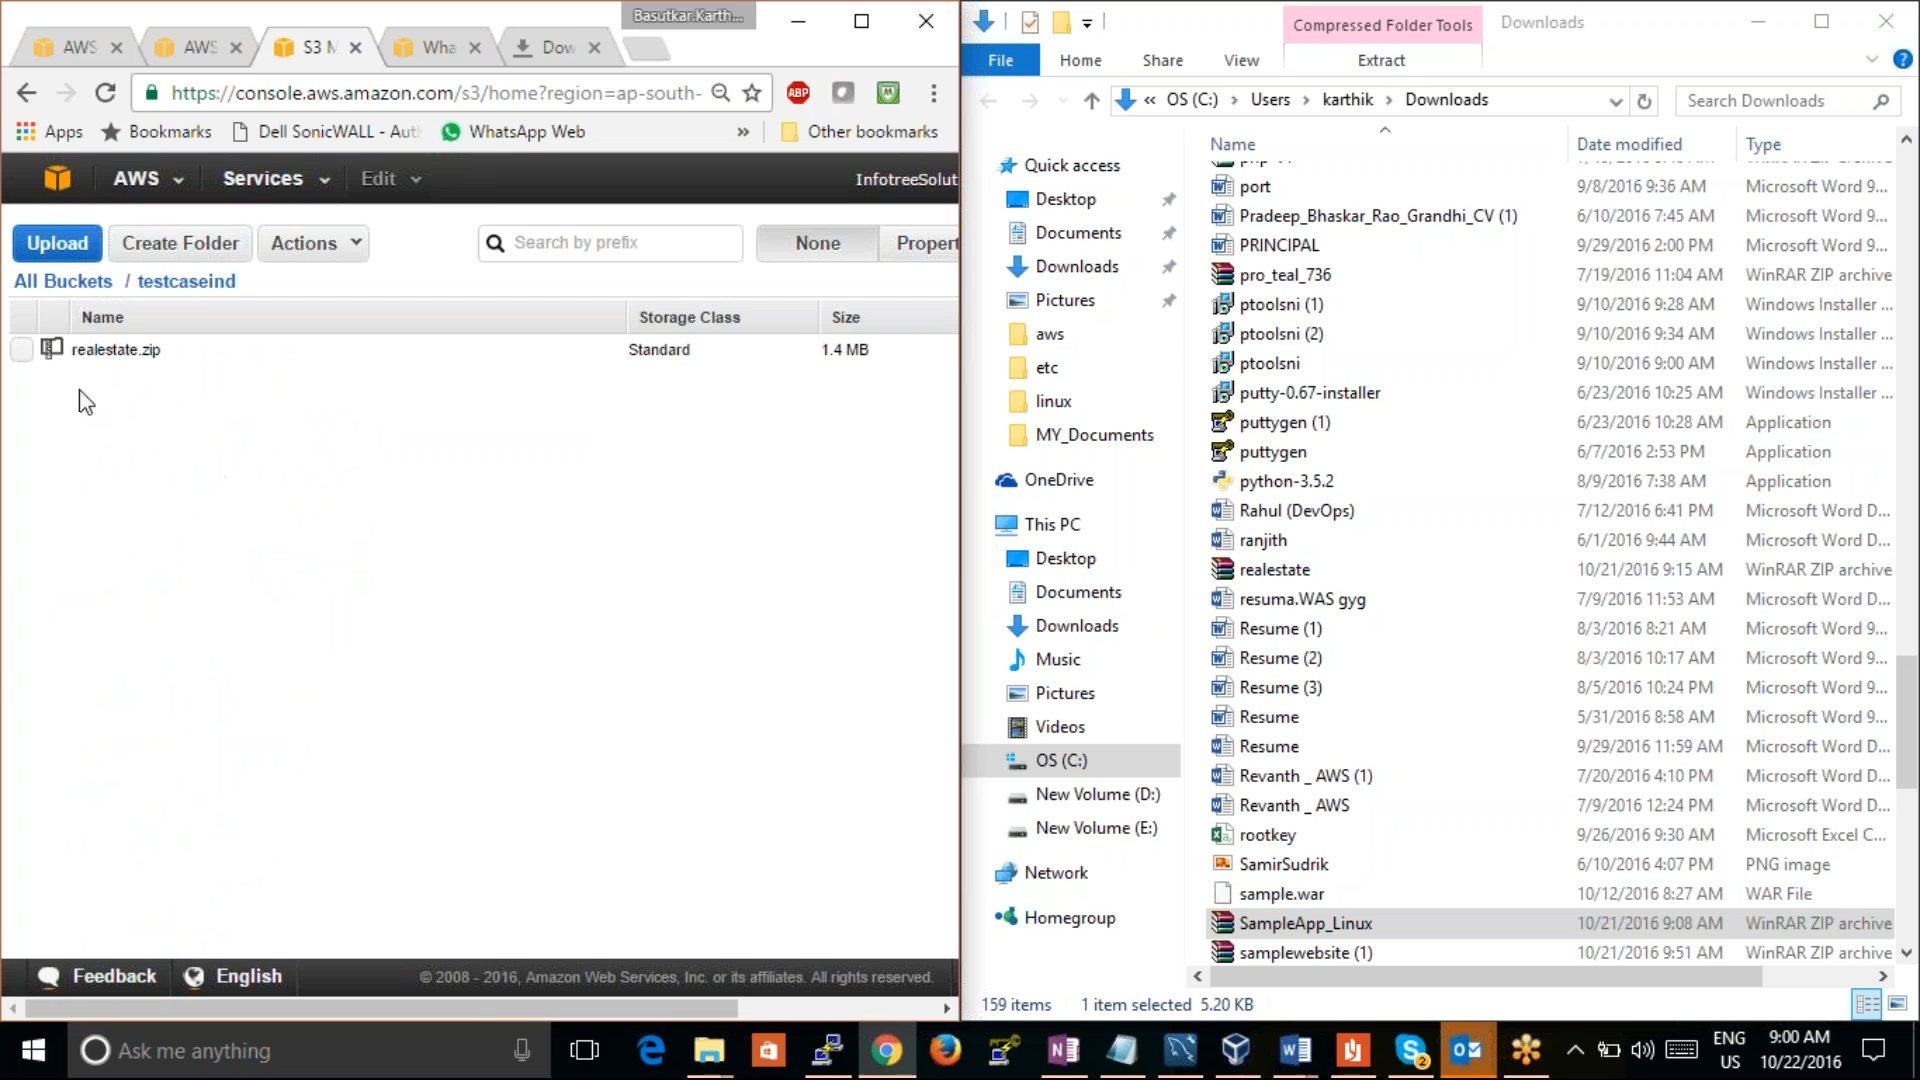 Basutkar.Karth...
AWS
AWS
S3 M
Wha
Dow
https://console.aws.amazon.com/s3/home?region=ap-south-
ABP
Apps
Bookmarks
Dell SonicWALL - Aut
WhatsApp Web
»
Other bookmarks
AWS
Services
Edit
InfotreeSolut
Upload
Create Folder
Actions
Search by prefix
None
Propert
All Buckets / testcaseind
Name
Storage Class
Size
realestate.zip
Standard
1.4 MB
Feedback
English
© 2008 - 2016, Amazon Web Services, Inc. or its affiliates. All rights reserved.
Compressed Folder Tools
Downloads
File
Home
Share
View
Extract
« OS (C:) > Users > karthik > Downloads
Search Downloads
Quick access
Desktop
Documents
Downloads
Pictures
aws
etc
linux
MY_Documents
OneDrive
This PC
Desktop
Documents
Downloads
Music
Pictures
Videos
OS (C:)
New Volume (D:)
New Volume (E:)
Network
Homegroup
Name Date modified Type
port 9/8/2016 9:36 AM Microsoft Word 9...
Pradeep_Bhaskar_Rao_Grandhi_CV (1) 6/10/2016 7:45 AM Microsoft Word 9...
PRINCIPAL 9/29/2016 2:00 PM Microsoft Word 9...
pro_teal_736 7/19/2016 11:04 AM WinRAR ZIP archive
ptoolsni (1) 9/10/2016 9:28 AM Windows Installer ...
ptoolsni (2) 9/10/2016 9:34 AM Windows Installer ...
ptoolsni 9/10/2016 9:00 AM Windows Installer ...
putty-0.67-installer 6/23/2016 10:25 AM Windows Installer ...
puttygen (1) 6/23/2016 10:28 AM Application
puttygen 6/7/2016 2:53 PM Application
python-3.5.2 8/9/2016 7:38 AM Application
Rahul (DevOps) 7/12/2016 6:41 PM Microsoft Word D...
ranjith 6/1/2016 9:44 AM Microsoft Word D...
realestate 10/21/2016 9:15 AM WinRAR ZIP archive
resuma.WAS gyg 7/9/2016 11:53 AM Microsoft Word D...
Resume (1) 8/3/2016 8:21 AM Microsoft Word 9...
Resume (2) 8/3/2016 10:17 AM Microsoft Word 9...
Resume (3) 8/5/2016 10:24 PM Microsoft Word 9...
Resume 5/31/2016 8:58 AM Microsoft Word 9...
Resume 9/29/2016 11:59 AM Microsoft Word D...
Revanth _ AWS (1) 7/20/2016 4:10 PM Microsoft Word D...
Revanth _ AWS 7/9/2016 12:24 PM Microsoft Word D...
rootkey 9/26/2016 9:30 AM Microsoft Excel C...
SamirSudrik 6/10/2016 4:07 PM PNG image
sample.war 10/12/2016 8:27 AM WAR File
SampleApp_Linux 10/21/2016 9:08 AM WinRAR ZIP archive
samplewebsite (1) 10/21/2016 9:51 AM WinRAR ZIP archive
159 items 1 item selected 5.20 KB
Ask me anything
ENG
US
9:00 AM
10/22/2016